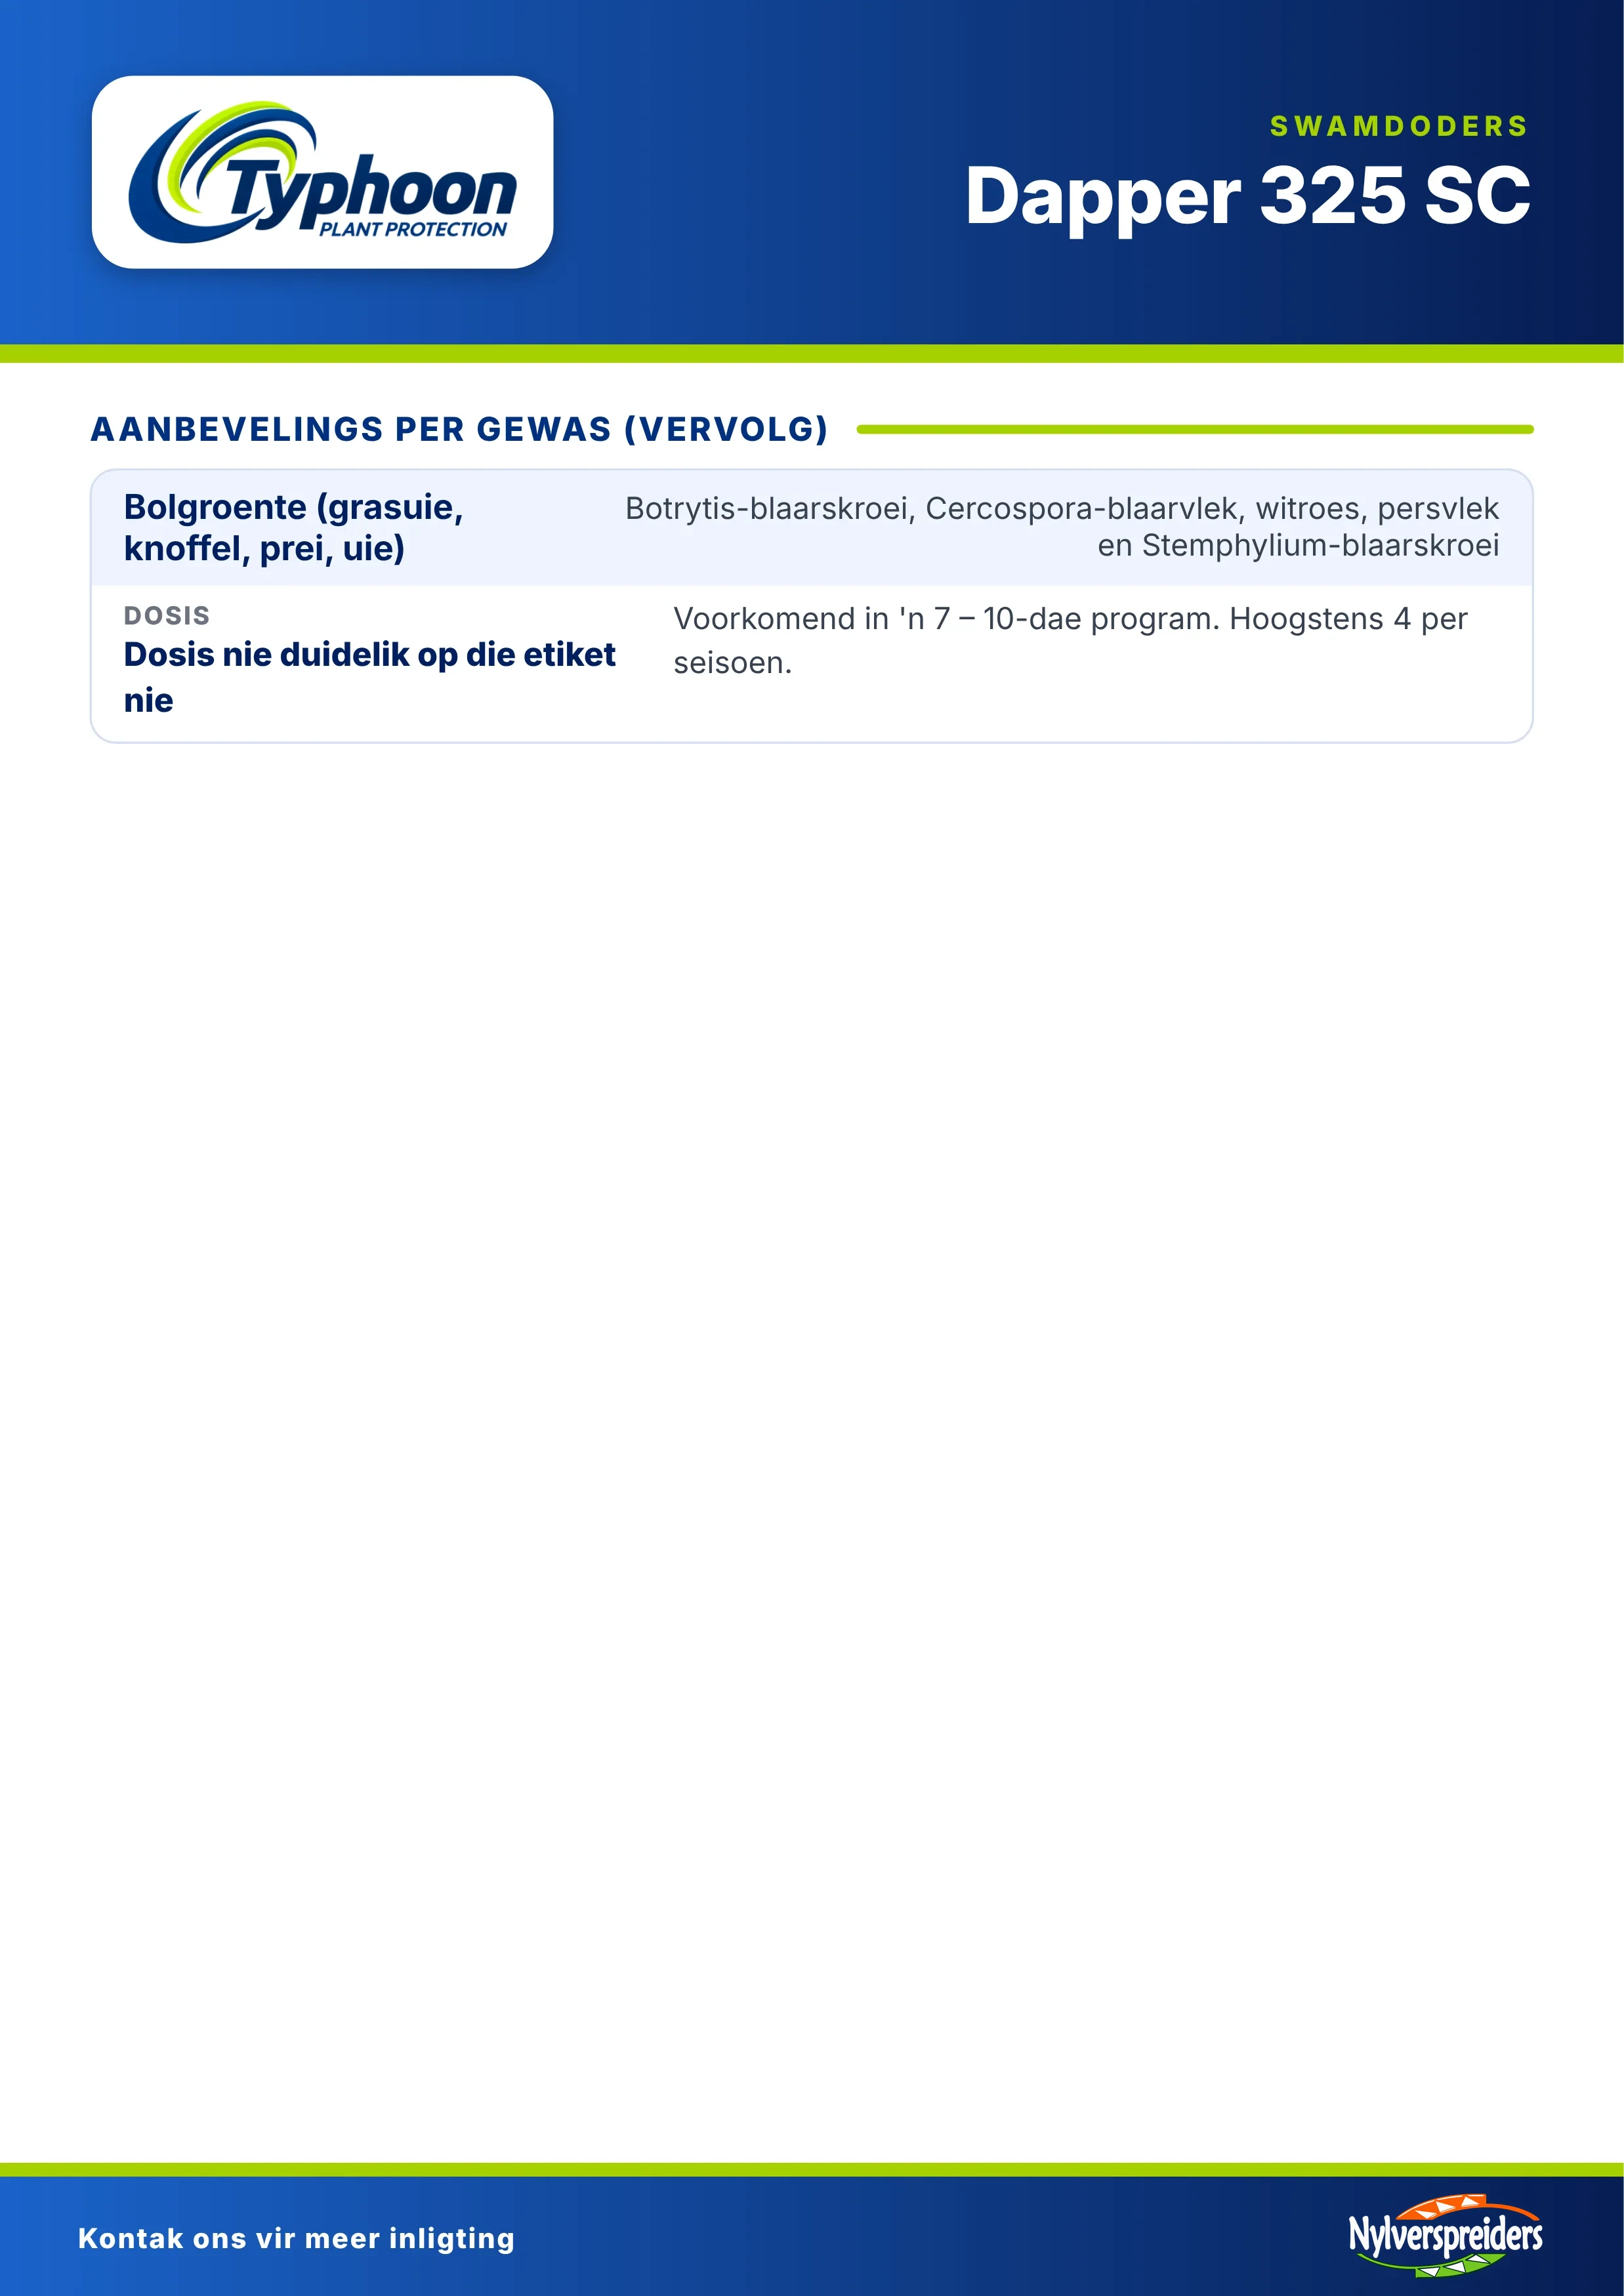 Typhoon
PLANT PROTECTION
SWAMDODERS
Dapper 325 SC
AANBEVELINGS PER GEWAS (VERVOLG)
Bolgroente (grasuie,
knoffel, prei, uie)
Botrytis-blaarskroei, Cercospora-blaarvlek, witroes, persvlek
en Stemphylium-blaarskroei
DOSIS
Dosis nie duidelik op die etiket
nie
Voorkomend in 'n 7 – 10-dae program. Hoogstens 4 per
seisoen.
Kontak ons vir meer inligting
Nylverspreiders